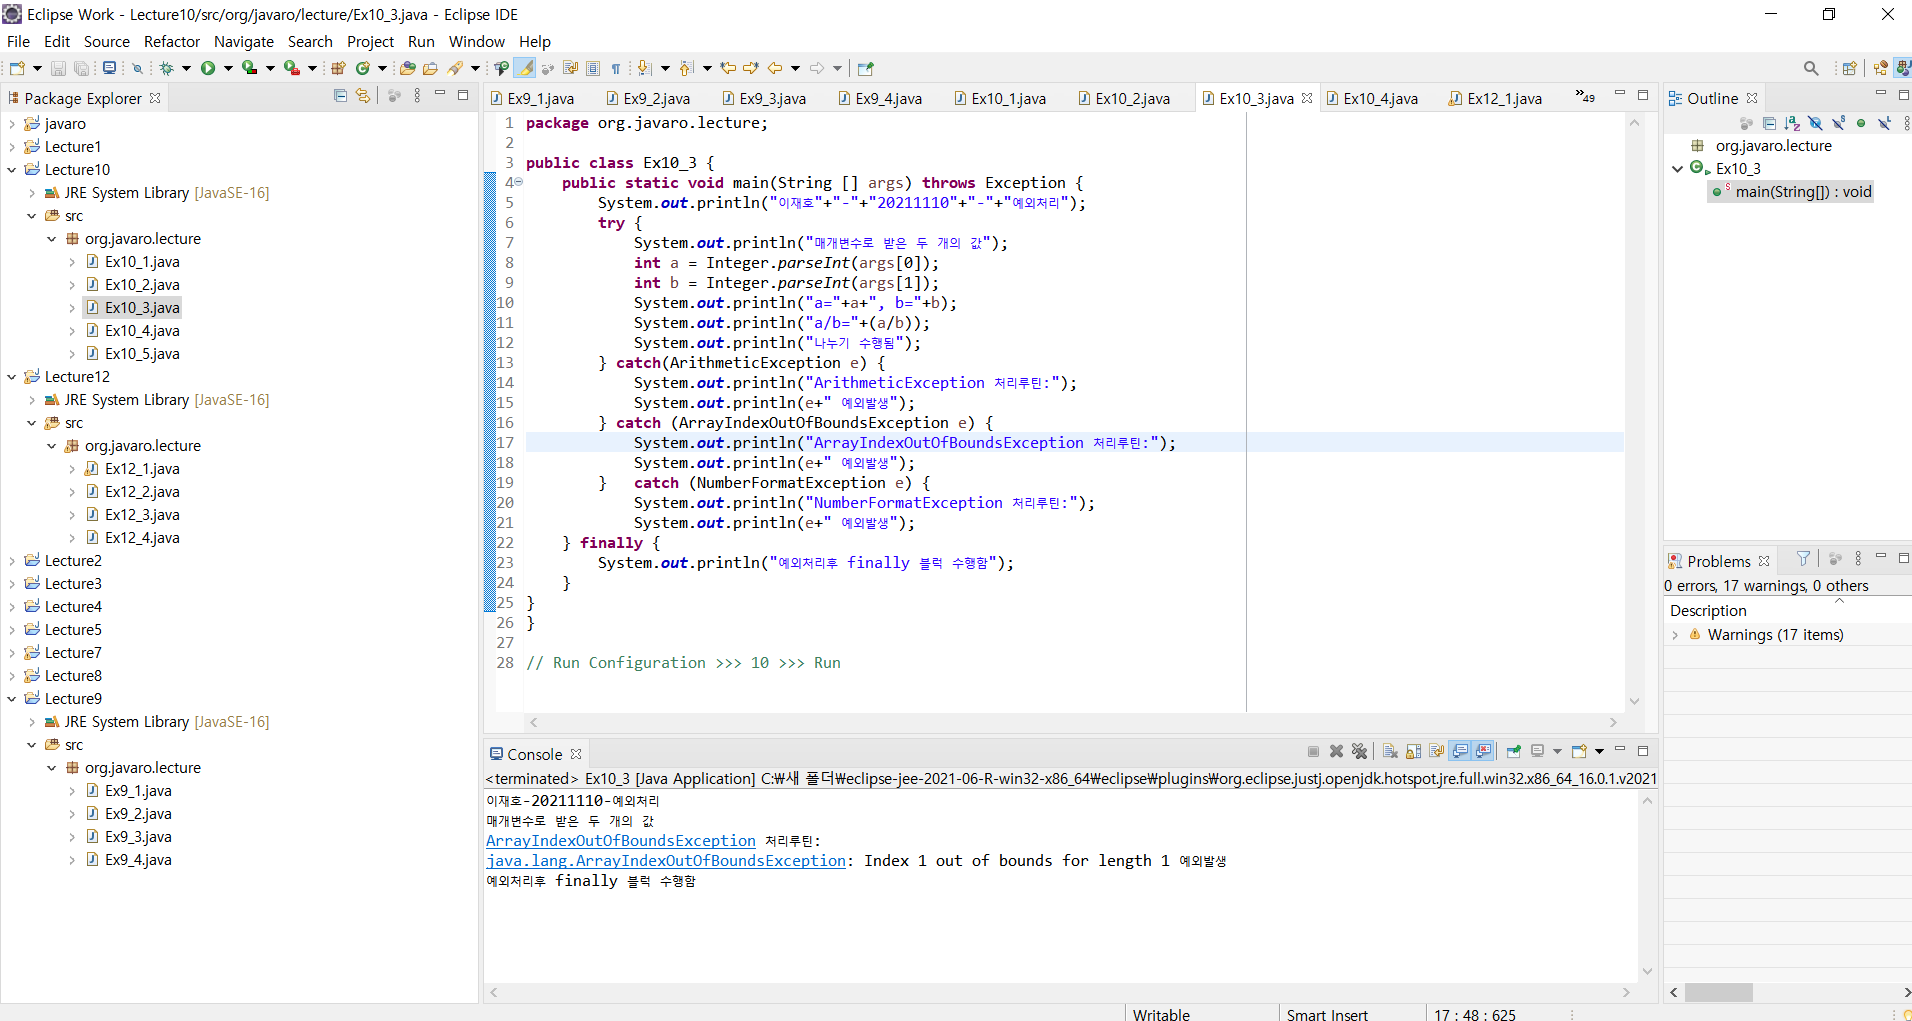 Eclipse Work - Lecture10/src/org/javaro/lecture/Ex10_3.java - Eclipse IDE
File Edit Source Refactor Navigate Search Project Run Window Help
Package Explorer
javaro
Lecture1
Lecture10
JRE System Library [JavaSE-16]
src
org.javaro.lecture
Ex10_1.java
Ex10_2.java
Ex10_3.java
Ex10_4.java
Ex10_5.java
Lecture12
JRE System Library [JavaSE-16]
src
org.javaro.lecture
Ex12_1.java
Ex12_2.java
Ex12_3.java
Ex12_4.java
Lecture2
Lecture3
Lecture4
Lecture5
Lecture7
Lecture8
Lecture9
JRE System Library [JavaSE-16]
src
org.javaro.lecture
Ex9_1.java
Ex9_2.java
Ex9_3.java
Ex9_4.java
Ex9_1.java Ex9_2.java Ex9_3.java Ex9_4.java Ex10_1.java Ex10_2.java Ex10_3.java Ex10_4.java Ex12_1.java »49
1 package org.javaro.lecture;
2
3 public class Ex10_3 {
4 public static void main(String [] args) throws Exception {
5 System.out.println("이재호"+"-"+"20211110"+"-"+"예외처리");
6 try {
7 System.out.println("매개변수로 받은 두 개의 값");
8 int a = Integer.parseInt(args[0]);
9 int b = Integer.parseInt(args[1]);
10 System.out.println("a="+a+", b="+b);
11 System.out.println("a/b="+(a/b));
12 System.out.println("나누기 수행됨");
13 } catch(ArithmeticException e) {
14 System.out.println("ArithmeticException 처리루틴:");
15 System.out.println(e+" 예외발생");
16 } catch (ArrayIndexOutOfBoundsException e) {
17 System.out.println("ArrayIndexOutOfBoundsException 처리루틴:");
18 System.out.println(e+" 예외발생");
19 } catch (NumberFormatException e) {
20 System.out.println("NumberFormatException 처리루틴:");
21 System.out.println(e+" 예외발생");
22 } finally {
23 System.out.println("예외처리후 finally 블럭 수행함");
24 }
25 }
26 }
27
28 // Run Configuration >>> 10 >>> Run
Console
<terminated> Ex10_3 [Java Application] C:₩새 폴더₩eclipse-jee-2021-06-R-win32-x86_64₩eclipse₩plugins₩org.eclipse.justj.openjdk.hotspot.jre.full.win32.x86_64_16.0.1.v2021
이재호-20211110-예외처리
매개변수로 받은 두 개의 값
ArrayIndexOutOfBoundsException 처리루틴:
java.lang.ArrayIndexOutOfBoundsException: Index 1 out of bounds for length 1 예외발생
예외처리후 finally 블럭 수행함
Outline
org.javaro.lecture
Ex10_3
main(String[]) : void
Problems
0 errors, 17 warnings, 0 others
Description
Warnings (17 items)
Writable Smart Insert 17 : 48 : 625